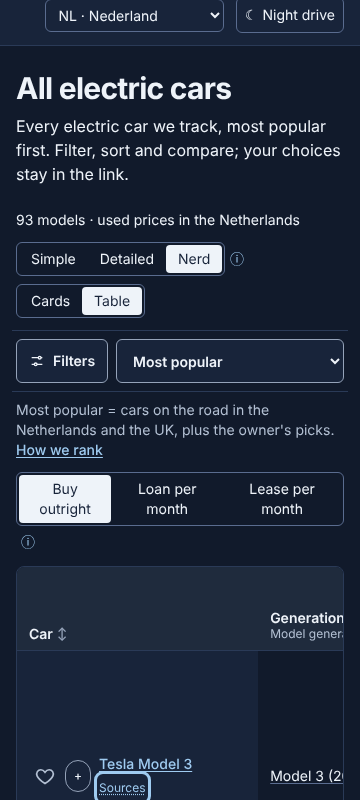 NL · Nederland
☾ Night drive
All electric cars
Every electric car we track, most popular
first. Filter, sort and compare; your choices
stay in the link.
93 models · used prices in the Netherlands
Simple Detailed Nerd ⓘ
Cards Table
Filters Most popular
Most popular = cars on the road in the
Netherlands and the UK, plus the owner's picks.
How we rank
Buy outright
Loan per month
Lease per month
ⓘ
Car ↕
Generation
Model genera
+ Tesla Model 3
Sources
Model 3 (20